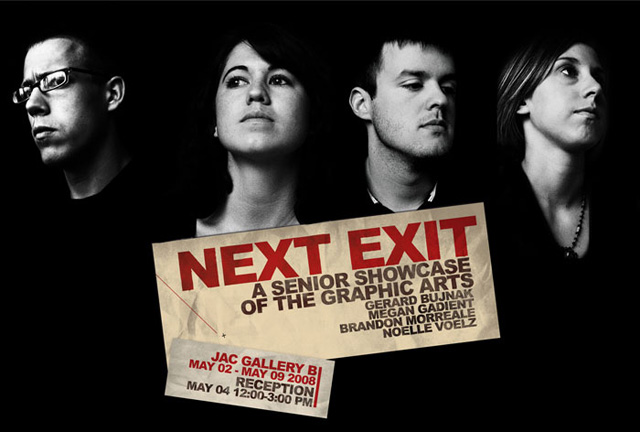 NEXT EXIT
A SENIOR SHOWCASE
OF THE GRAPHIC ARTS
GERARD BUJNAK
MEGAN GADIENT
BRANDON MORREALE
NOELLE VOELZ
JAC GALLERY B
MAY 02 - MAY 09 2008
RECEPTION
MAY 04 12:00-3:00 PM